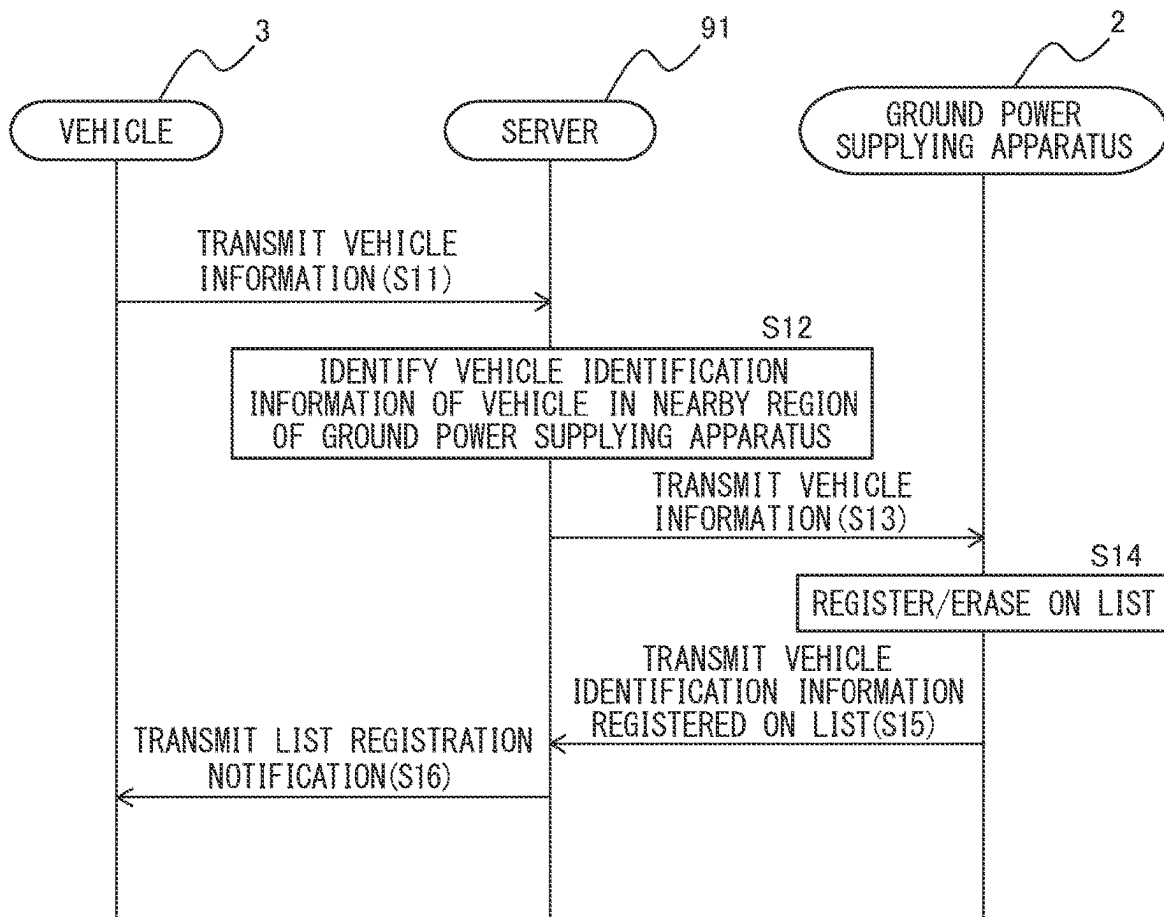 3
91
2
VEHICLE
SERVER
GROUND POWER
SUPPLYING APPARATUS
TRANSMIT VEHICLE
INFORMATION(S11)
S12
IDENTIFY VEHICLE IDENTIFICATION
INFORMATION OF VEHICLE IN NEARBY REGION
OF GROUND POWER SUPPLYING APPARATUS
TRANSMIT VEHICLE
INFORMATION(S13)
S14
REGISTER/ERASE ON LIST
TRANSMIT VEHICLE
IDENTIFICATION INFORMATION
REGISTERED ON LIST(S15)
TRANSMIT LIST REGISTRATION
NOTIFICATION(S16)